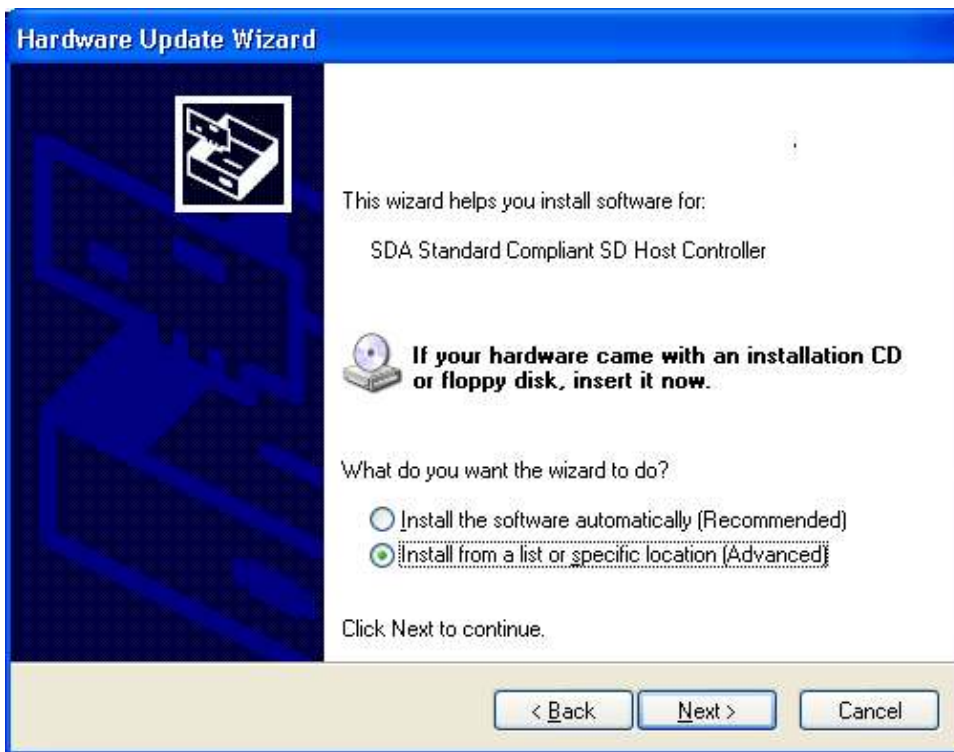 Hardware Update Wizard
This wizard helps you install software for:
SDA Standard Compliant SD Host Controller
If your hardware came with an installation CD
or floppy disk, insert it now.
What do you want the wizard to do?
Install the software automatically (Recommended)
Install from a list or specific location (Advanced)
Click Next to continue.
< Back Next > Cancel